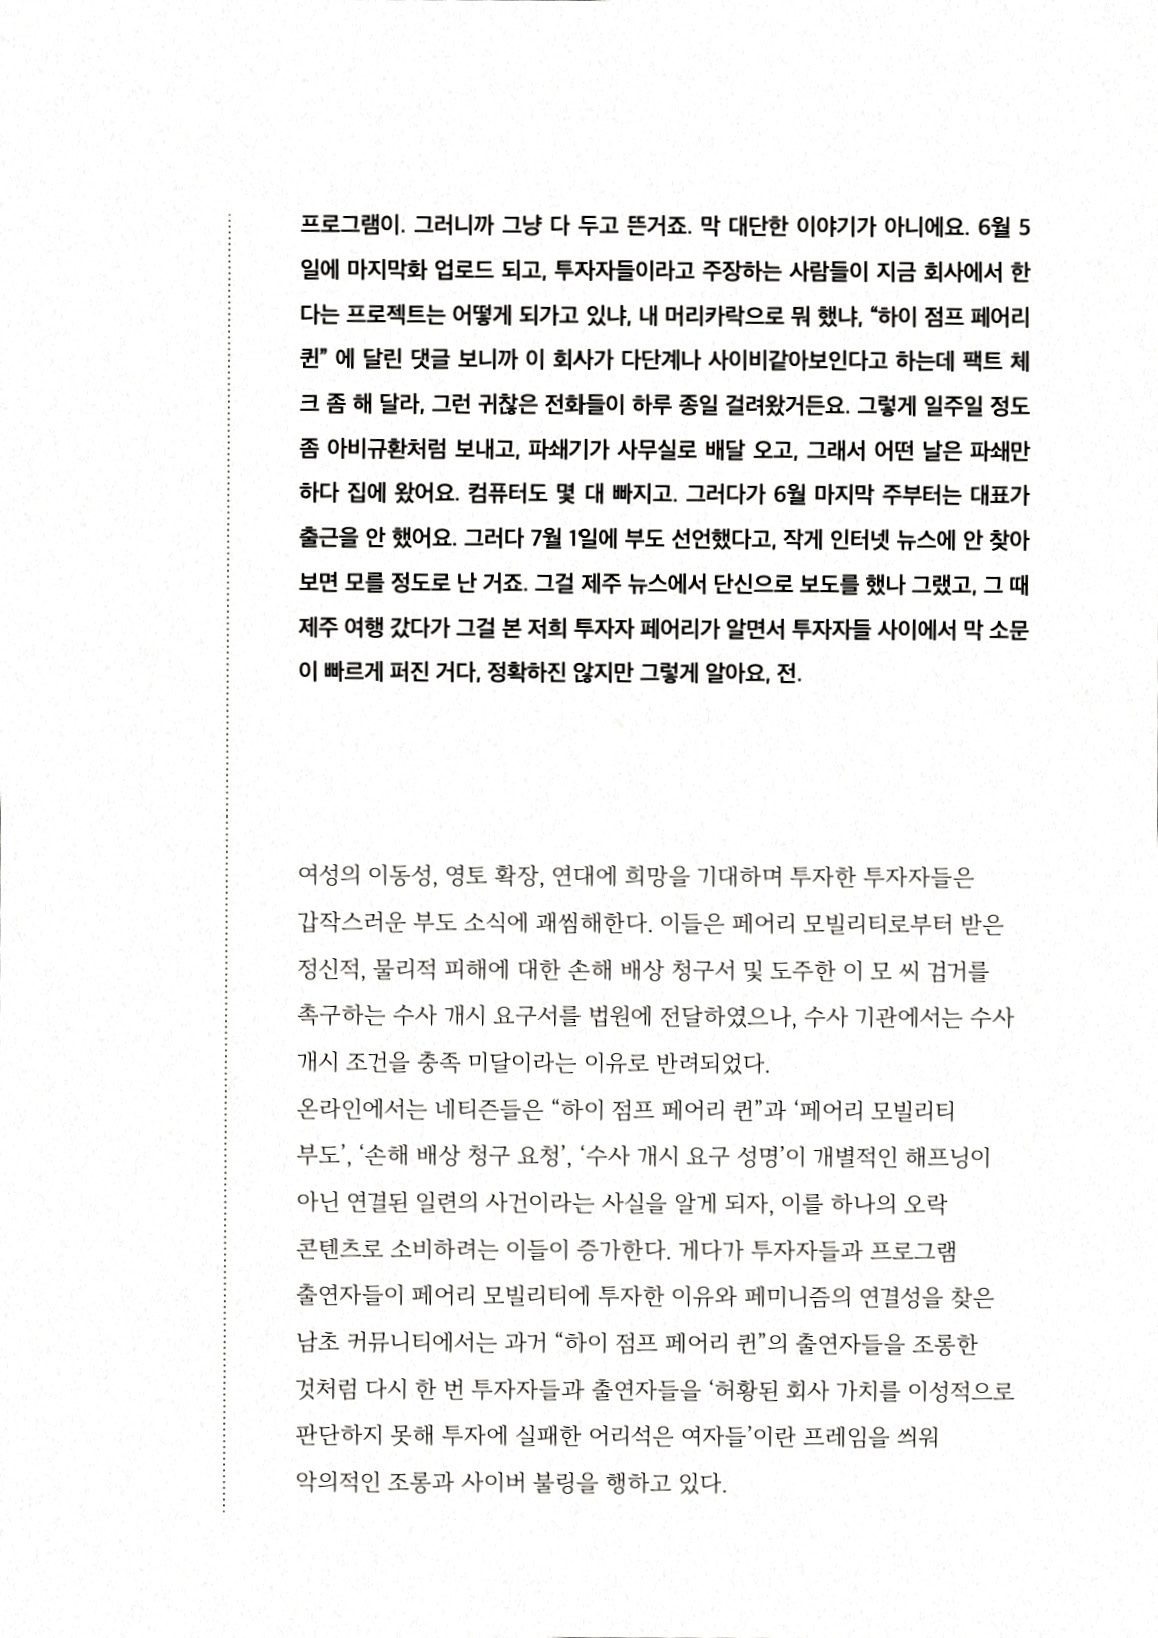 프로그램이. 그러니까 그냥 다 두고 뜬거죠. 막 대단한 이야기가 아니에요. 6월 5
일에 마지막화 업로드 되고, 투자자들이라고 주장하는 사람들이 지금 회사에서 한
다는 프로젝트는 어떻게 되가고 있냐, 내 머리카락으로 뭐 했냐, “하이 점프 페어리
퀸” 에 달린 댓글 보니까 이 회사가 다단계나 사이비같아보인다고 하는데 팩트 체
크 좀 해 달라, 그런 귀찮은 전화들이 하루 종일 걸려왔거든요. 그렇게 일주일 정도
좀 아비규환처럼 보내고, 파쇄기가 사무실로 배달 오고, 그래서 어떤 날은 파쇄만
하다 집에 왔어요. 컴퓨터도 몇 대 빠지고. 그러다가 6월 마지막 주부터는 대표가
출근을 안 했어요. 그러다 7월 1일에 부도 선언했다고, 작게 인터넷 뉴스에 안 찾아
보면 모를 정도로 난 거죠. 그걸 제주 뉴스에서 단신으로 보도를 했나 그랬고, 그 때
제주 여행 갔다가 그걸 본 저희 투자자 페어리가 알면서 투자자들 사이에서 막 소문
이 빠르게 퍼진 거다, 정확하진 않지만 그렇게 알아요, 전.
여성의 이동성, 영토 확장, 연대에 희망을 기대하며 투자한 투자자들은
갑작스러운 부도 소식에 괘씸해한다. 이들은 페어리 모빌리티로부터 받은
정신적, 물리적 피해에 대한 손해 배상 청구서 및 도주한 이 모 씨 검거를
촉구하는 수사 개시 요구서를 법원에 전달하였으나, 수사 기관에서는 수사
개시 조건을 충족 미달이라는 이유로 반려되었다.
온라인에서는 네티즌들은 “하이 점프 페어리 퀸”과 ‘페어리 모빌리티
부도’, ‘손해 배상 청구 요청’, ‘수사 개시 요구 성명’이 개별적인 해프닝이
아닌 연결된 일련의 사건이라는 사실을 알게 되자, 이를 하나의 오락
콘텐츠로 소비하려는 이들이 증가한다. 게다가 투자자들과 프로그램
출연자들이 페어리 모빌리티에 투자한 이유와 페미니즘의 연결성을 찾은
남초 커뮤니티에서는 과거 “하이 점프 페어리 퀸”의 출연자들을 조롱한
것처럼 다시 한 번 투자자들과 출연자들을 ‘허황된 회사 가치를 이성적으로
판단하지 못해 투자에 실패한 어리석은 여자들’이란 프레임을 씌워
악의적인 조롱과 사이버 불링을 행하고 있다.